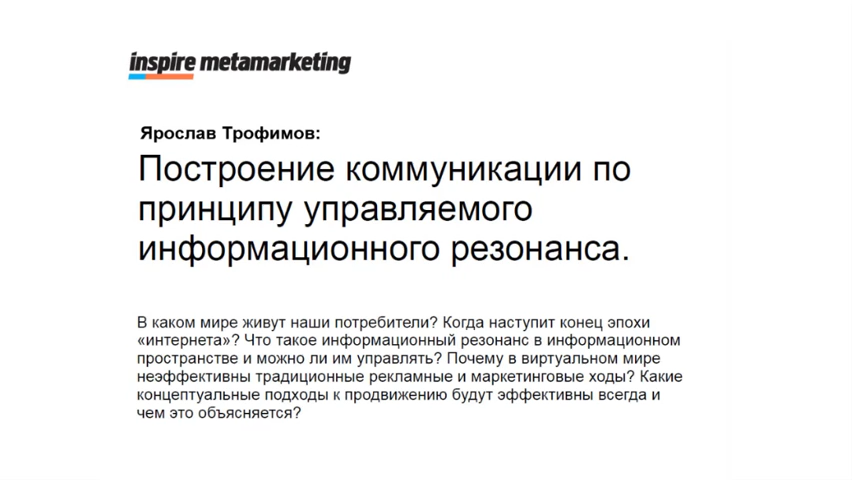 inspire metamarketing
Ярослав Трофимов:
Построение коммуникации по
принципу управляемого
информационного резонанса.
В каком мире живут наши потребители? Когда наступит конец эпохи
«интернета»? Что такое информационный резонанс в информационном
пространстве и можно ли им управлять? Почему в виртуальном мире
неэффективны традиционные рекламные и маркетинговые ходы? Какие
концептуальные подходы к продвижению будут эффективны всегда и
чем это объясняется?